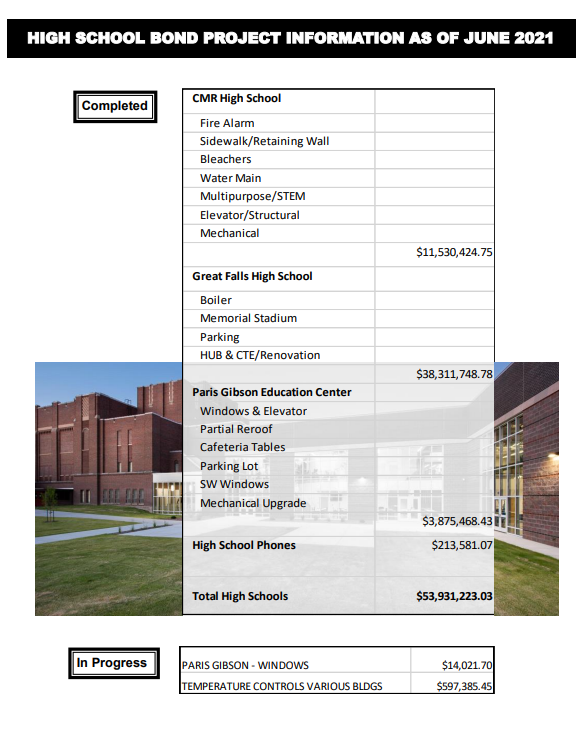 HIGH SCHOOL BOND PROJECT INFORMATION AS OF JUNE 2021
Completed
CMR High School
Fire Alarm
Sidewalk/Retaining Wall
Bleachers
Water Main
Multipurpose/STEM
Elevator/Structural
Mechanical
$11,530,424.75
Great Falls High School
Boiler
Memorial Stadium
Parking
HUB & CTE/Renovation
$38,311,748.78
Paris Gibson Education Center
Windows & Elevator
Partial Reroof
Cafeteria Tables
Parking Lot
SW Windows
Mechanical Upgrade
$3,875,468.43
High School Phones $213,581.07
Total High Schools $53,931,223.03
In Progress
PARIS GIBSON - WINDOWS $14,021.70
TEMPERATURE CONTROLS VARIOUS BLDGS $597,385.45